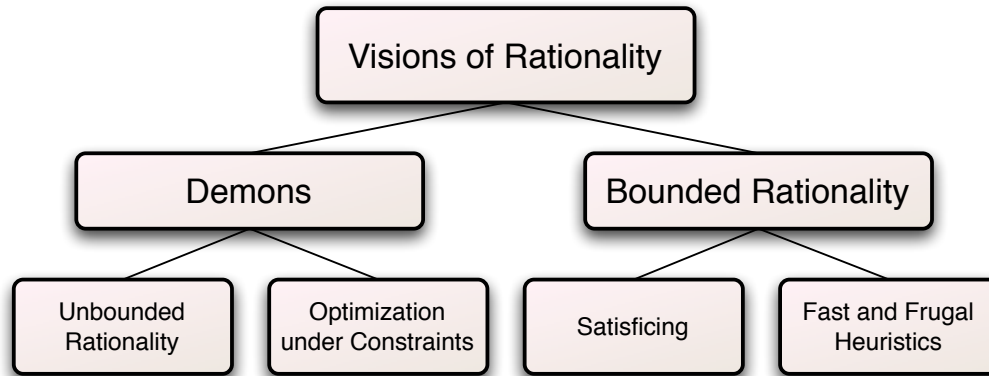 Visions of Rationality
Demons
Bounded Rationality
Unbounded
Rationality
Optimization
under Constraints
Satisficing
Fast and Frugal
Heuristics